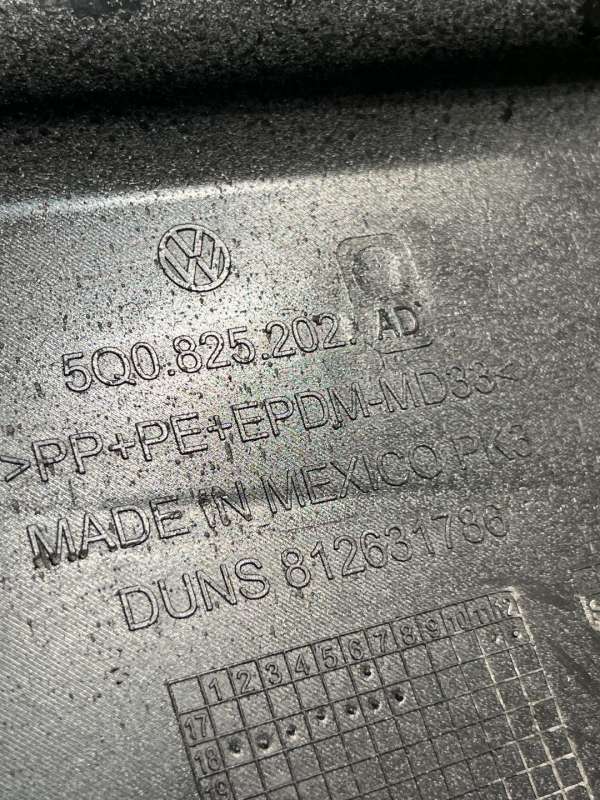 5Q0.825.202. AD
>PP+PE+EPDM-MD33<
MADE IN MEXICO PK3
DUNS 812631786
1 2 3 4 5 6 7 8 9 10 11 12
17
18
19